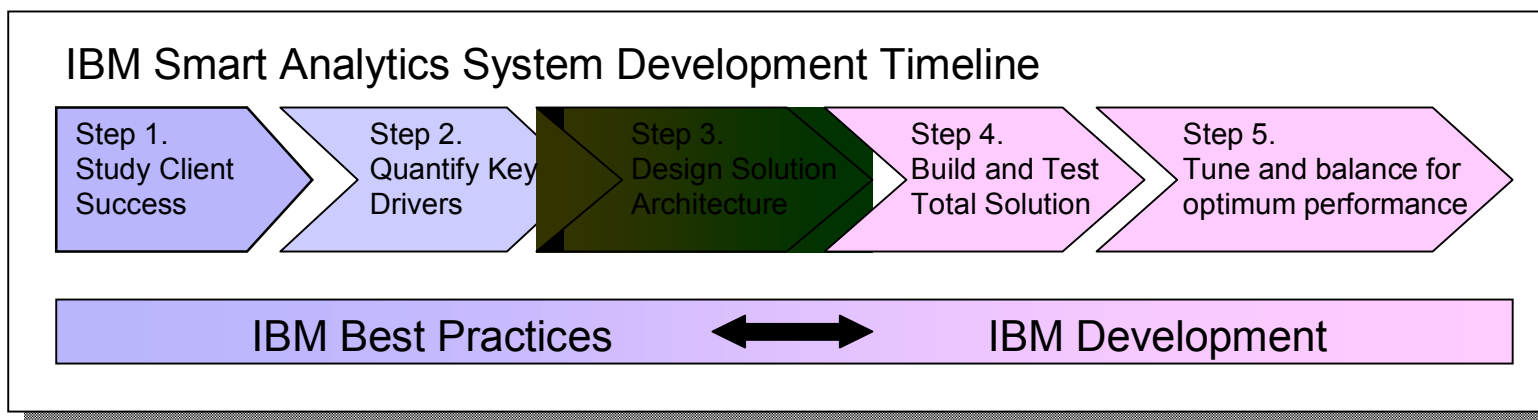 IBM Smart Analytics System Development Timeline
Step 1.
Study Client
Success
Step 2.
Quantify Key
Drivers
Step 3.
Design Solution
Architecture
Step 4.
Build and Test
Total Solution
Step 5.
Tune and balance for
optimum performance
IBM Best Practices
IBM Development